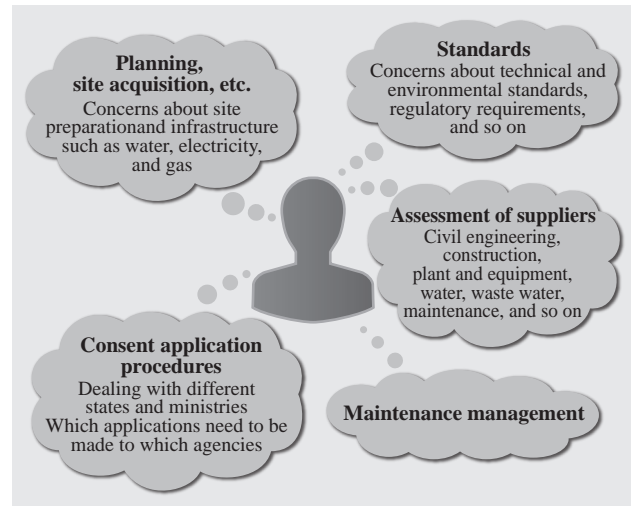 Planning,
site acquisition, etc.
Concerns about site
preparationand infrastructure
such as water, electricity,
and gas
Standards
Concerns about technical and
environmental standards,
regulatory requirements,
and so on
Assessment of suppliers
Civil engineering,
construction,
plant and equipment,
water, waste water,
maintenance, and so on
Consent application
procedures
Dealing with different
states and ministries
Which applications need to be
made to which agencies
Maintenance management